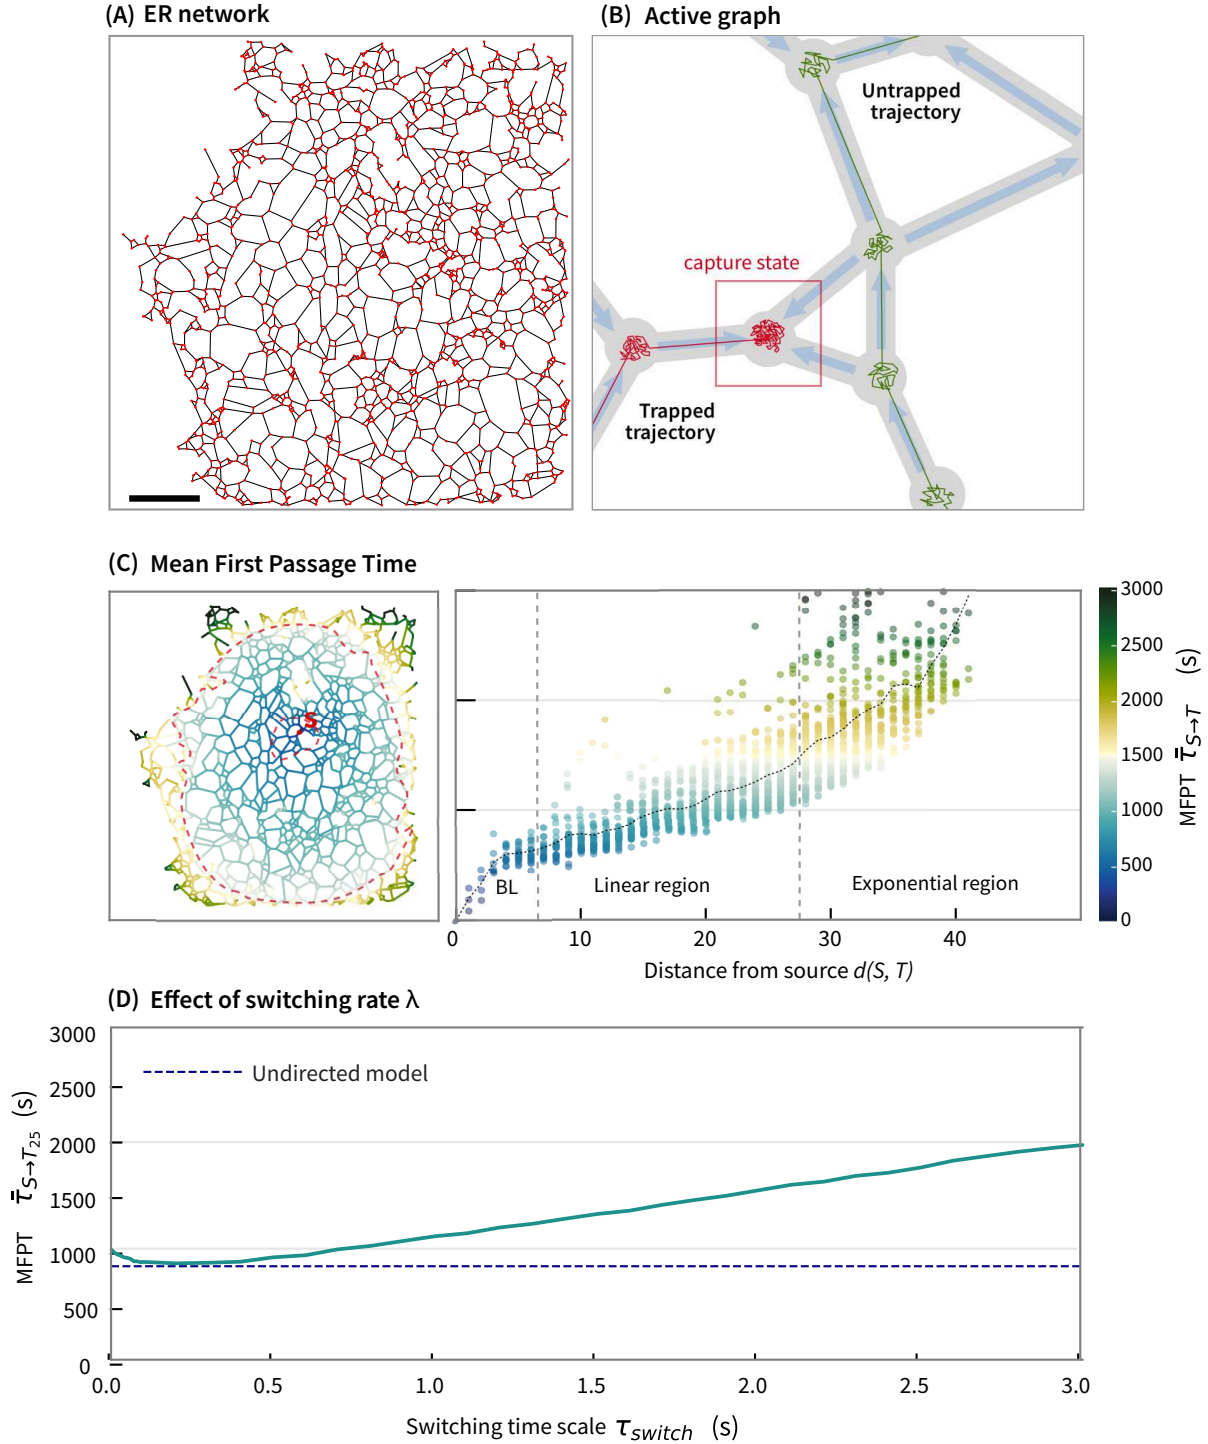 (A) ER network
(B) Active graph
Untrapped
trajectory
capture state
Trapped
trajectory
(C) Mean First Passage Time
S
BL
Linear region
Exponential region
0
10
20
30
40
Distance from source d(S, T)
3000
2500
2000
1500
1000
500
0
MFPT τ̄S→T (s)
(D) Effect of switching rate λ
Undirected model
3000
2500
2000
1500
1000
500
0
MFPT τ̄S→T25 (s)
0.0
0.5
1.0
1.5
2.0
2.5
3.0
Switching time scale τswitch (s)